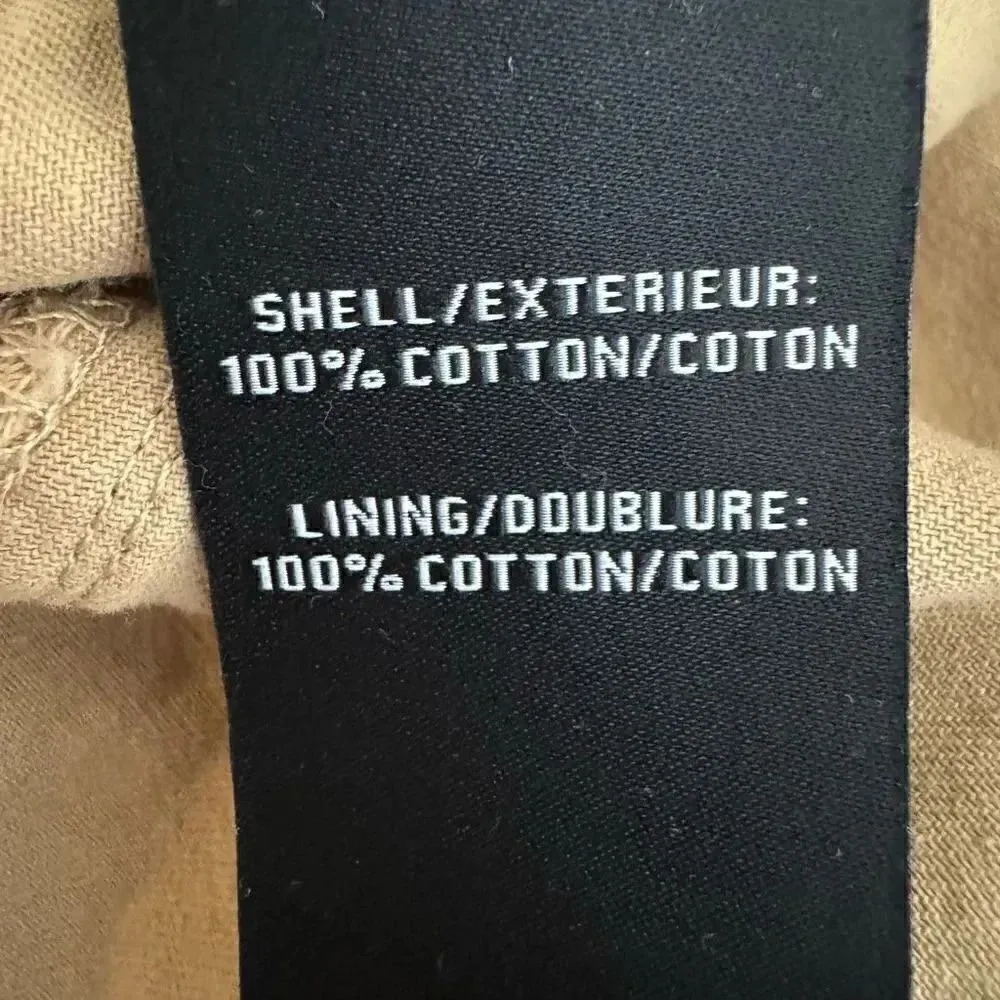 SHELL/EXTERIEUR:
100% COTTON/COTON
LINING/DOUBLURE:
100% COTTON/COTON